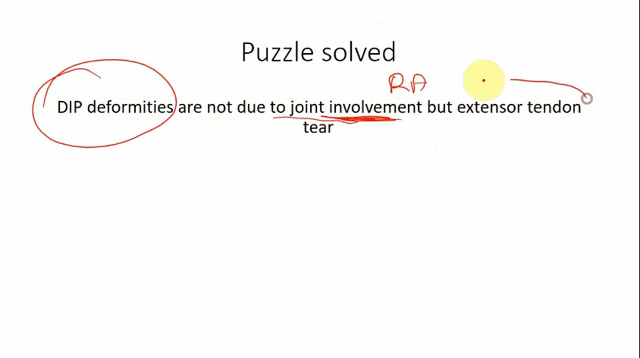 Puzzle solved
RA
DIP deformities are not due to joint involvement but extensor tendon
tear